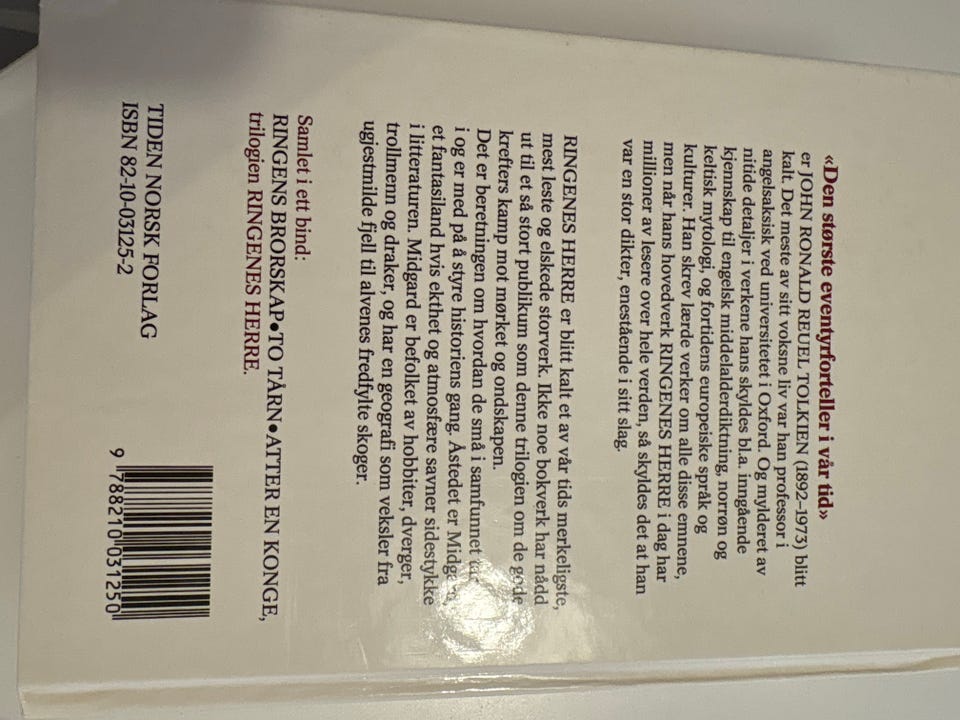 «Den største eventyrforteller i vår tid»
er JOHN RONALD REUEL TOLKIEN (1892–1973) blitt
kalt. Det meste av sitt voksne liv var han professor i
angelsaksisk ved universitetet i Oxford. Og mylderet av
nitide detaljer i verkene hans skyldes bl.a. inngående
kjennskap til engelsk middelalderdiktning, norrøn og
keltisk mytologi, og fortidens europeiske språk og
kulturer. Han skrev lærde verker om alle disse emnene,
men når hans hovedverk RINGENES HERRE i dag har
millioner av lesere over hele verden, så skyldes det at han
var en stor dikter, enestående i sitt slag.
RINGENES HERRE er blitt kalt et av vår tids merkeligste,
mest leste og elskede storverk. Ikke noe bokverk har nådd
ut til et så stort publikum som denne trilogien om de gode
krefters kamp mot mørket og ondskapen.
Det er beretningen om hvordan de små i samfunnet tar
i og er med på å styre historiens gang. Åstedet er Midgard,
et fantasiland hvis ekthet og atmosfære savner sidestykke
i litteraturen. Midgard er befolket av hobbiter, dverger,
trollmenn og draker, og har en geografi som veksler fra
ugjestmilde fjell til alvenes fredfylte skoger.
Samlet i ett bind:
RINGENS BRORSKAP●TO TÅRN●ATTER EN KONGE,
trilogien RINGENES HERRE.
TIDEN NORSK FORLAG
ISBN 82-10-03125-2
9 788210 031250